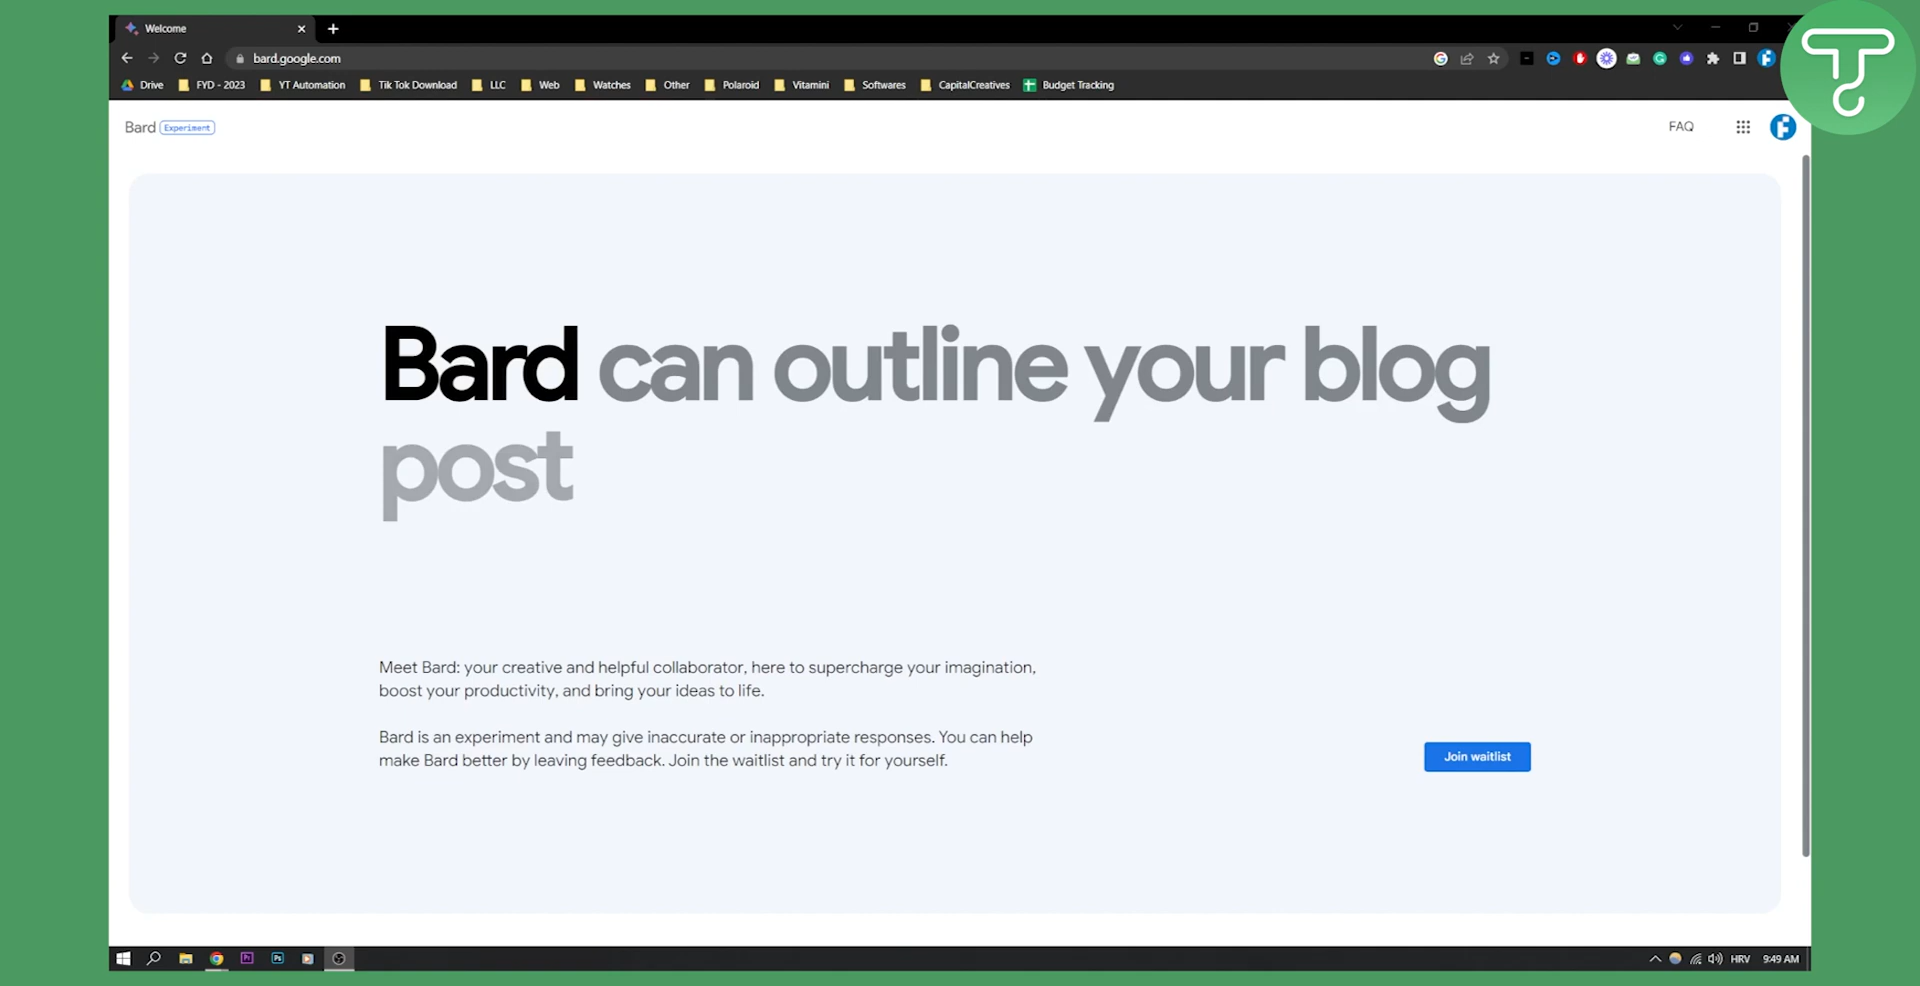 Welcome
bard.google.com
Drive FYD - 2023 YT Automation Tik Tok Download LLC Web Watches Other Polaroid Vitamini Softwares CapitalCreatives Budget Tracking
Bard Experiment FAQ
Bard can outline your blog
post
Meet Bard: your creative and helpful collaborator, here to supercharge your imagination,
boost your productivity, and bring your ideas to life.
Bard is an experiment and may give inaccurate or inappropriate responses. You can help
make Bard better by leaving feedback. Join the waitlist and try it for yourself.
Join waitlist
Pr Ps HRV 9:49 AM